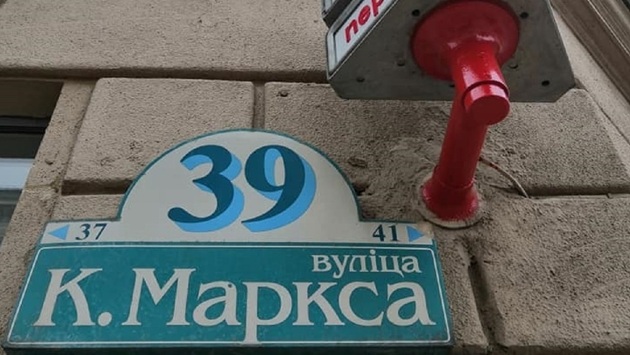 39
37 41
вуліца
К. Маркса